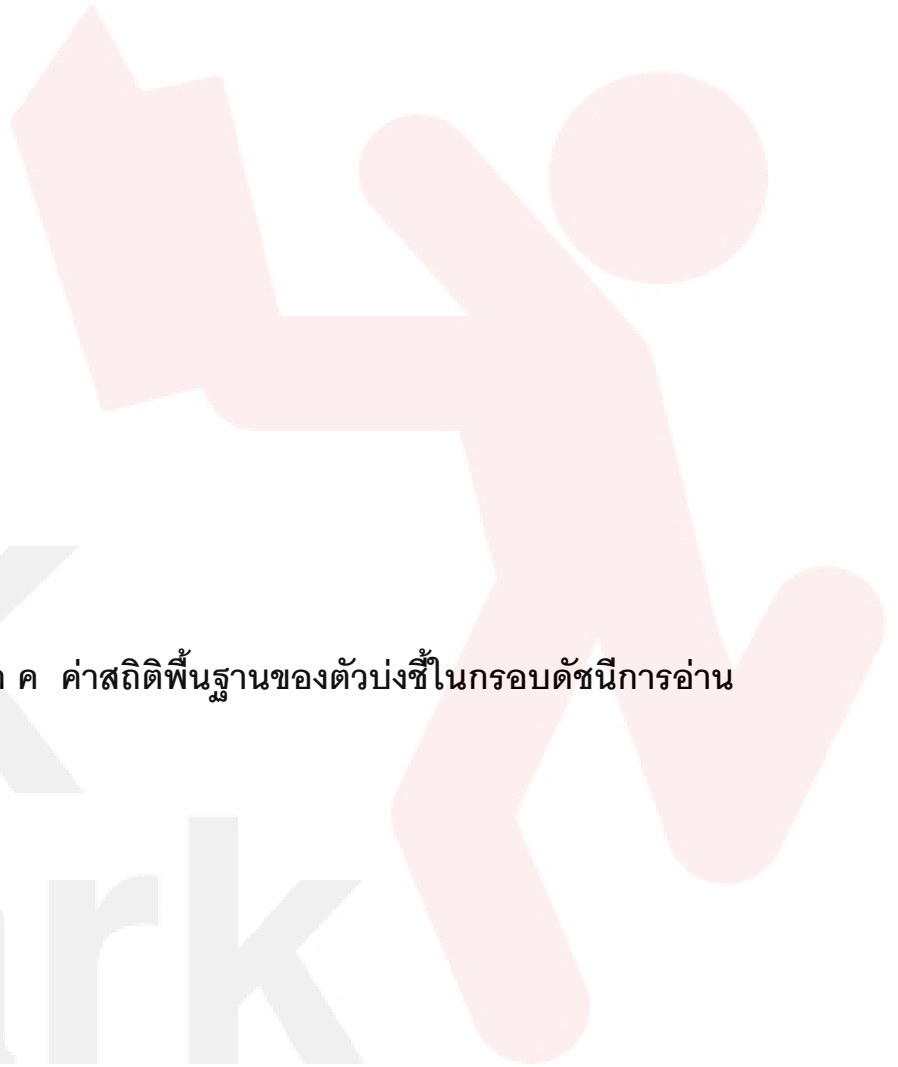 ค ค่าสถิติพื้นฐานของตัวบ่งชี้ในกรอบดัชนีการอ่าน
ark